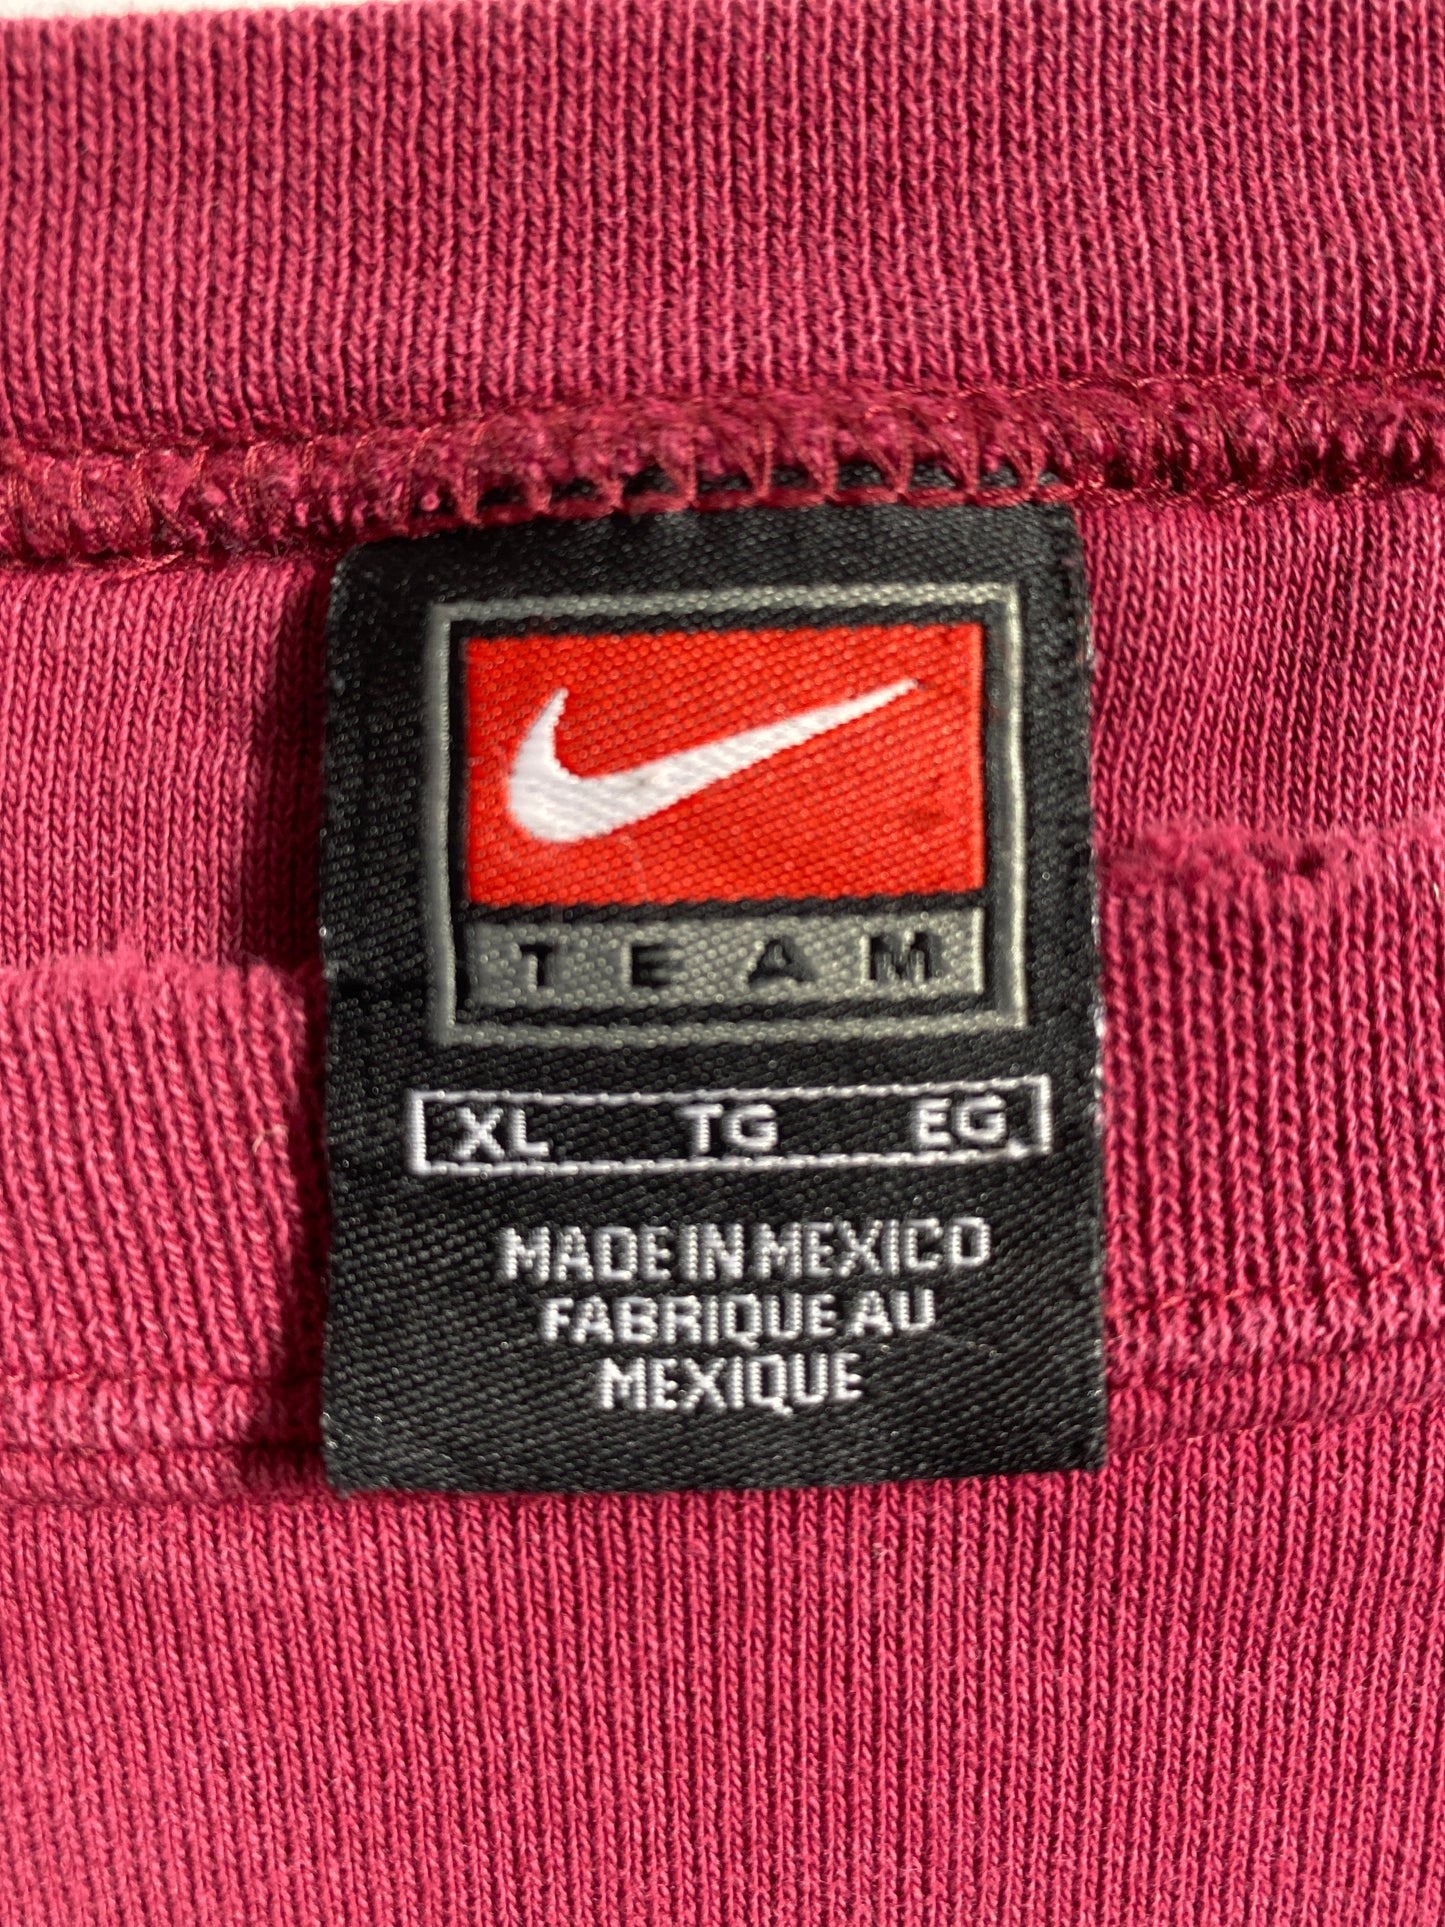 TEAM
XL TG EG
MADE IN MEXICO
FABRIQUE AU
MEXIQUE